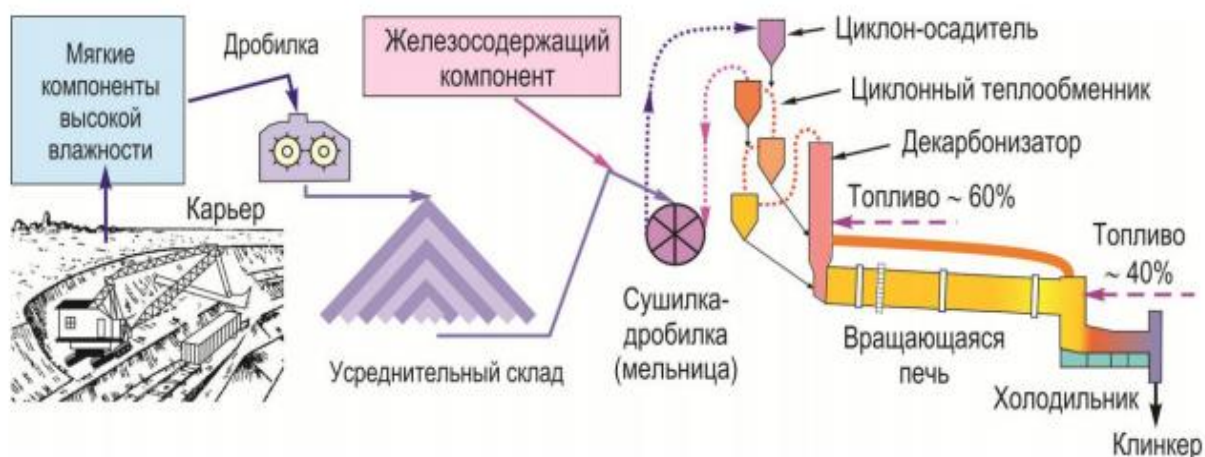 Мягкие
компоненты
высокой
влажности
Дробилка
Железосодержащий
компонент
Циклон-осадитель
Циклонный теплообменник
Декарбонизатор
Топливо ~ 60%
Топливо
~ 40%
Карьер
Усреднительный склад
Сушилка-
дробилка
(мельница)
Вращающаяся
печь
Холодильник
Клинкер